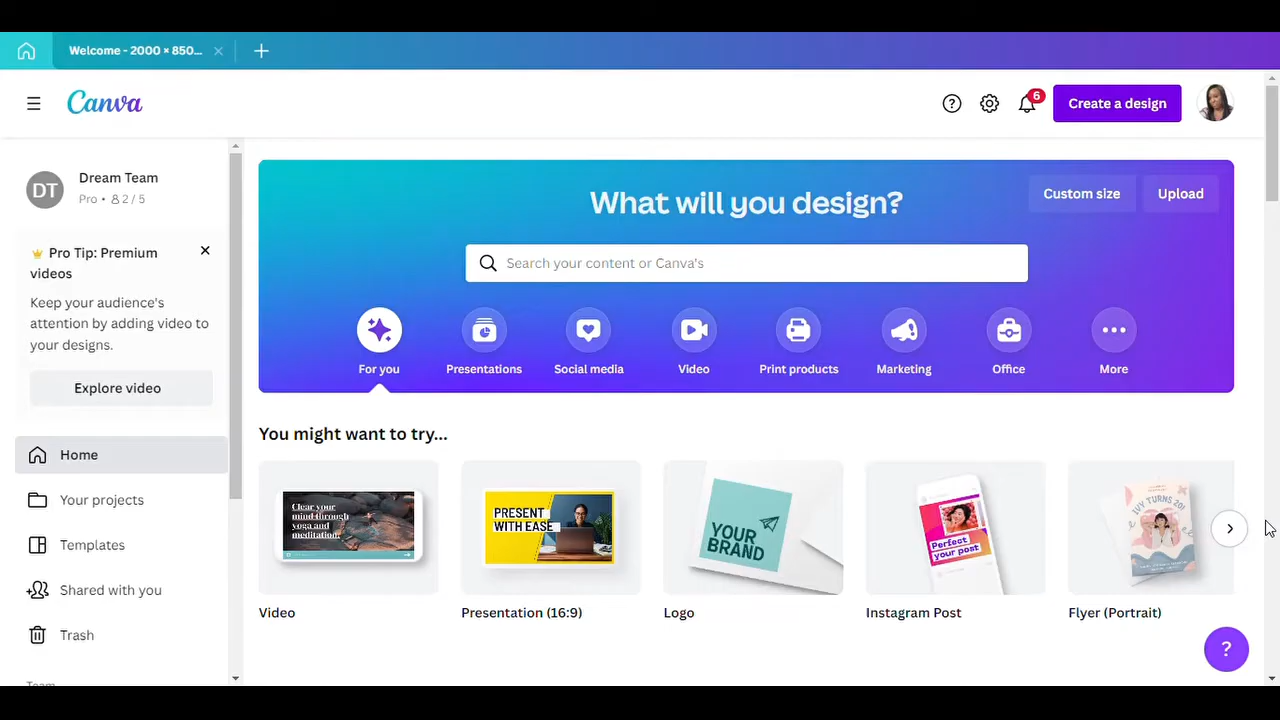 Welcome - 2000 × 850...
Canva
6
Create a design
DT
Dream Team
Pro • 2 / 5
Pro Tip: Premium
videos
Keep your audience's
attention by adding video to
your designs.
Explore video
Home
Your projects
Templates
Shared with you
Trash
Team
What will you design?
Custom size
Upload
Search your content or Canva's
For you
Presentations
Social media
Video
Print products
Marketing
Office
More
You might want to try...
Clear your
mind through
yoga and
meditation.
PRESENT
WITH EASE
YOUR
BRAND
Perfect
your post
IVY TURNS 20!
Video
Presentation (16:9)
Logo
Instagram Post
Flyer (Portrait)
?